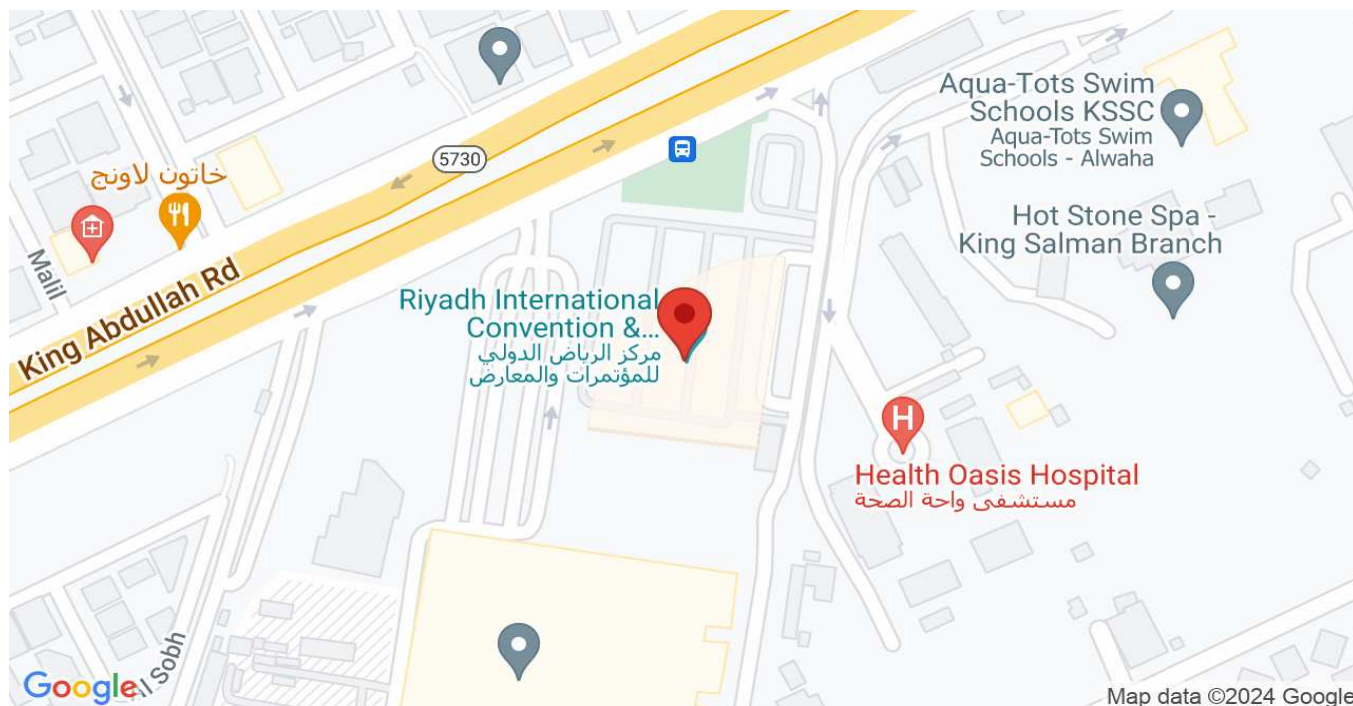 Aqua-Tots Swim
Schools KSSC
Aqua-Tots Swim
Schools - Alwaha
5730
خاتون لاونج
Hot Stone Spa -
King Salman Branch
Malil
King Abdullah Rd
Riyadh International
Convention &...
مركز الرياض الدولي
للمؤتمرات والمعارض
H
Health Oasis Hospital
مستشفى واحة الصحة
Sobh
Google
Map data ©2024 Google